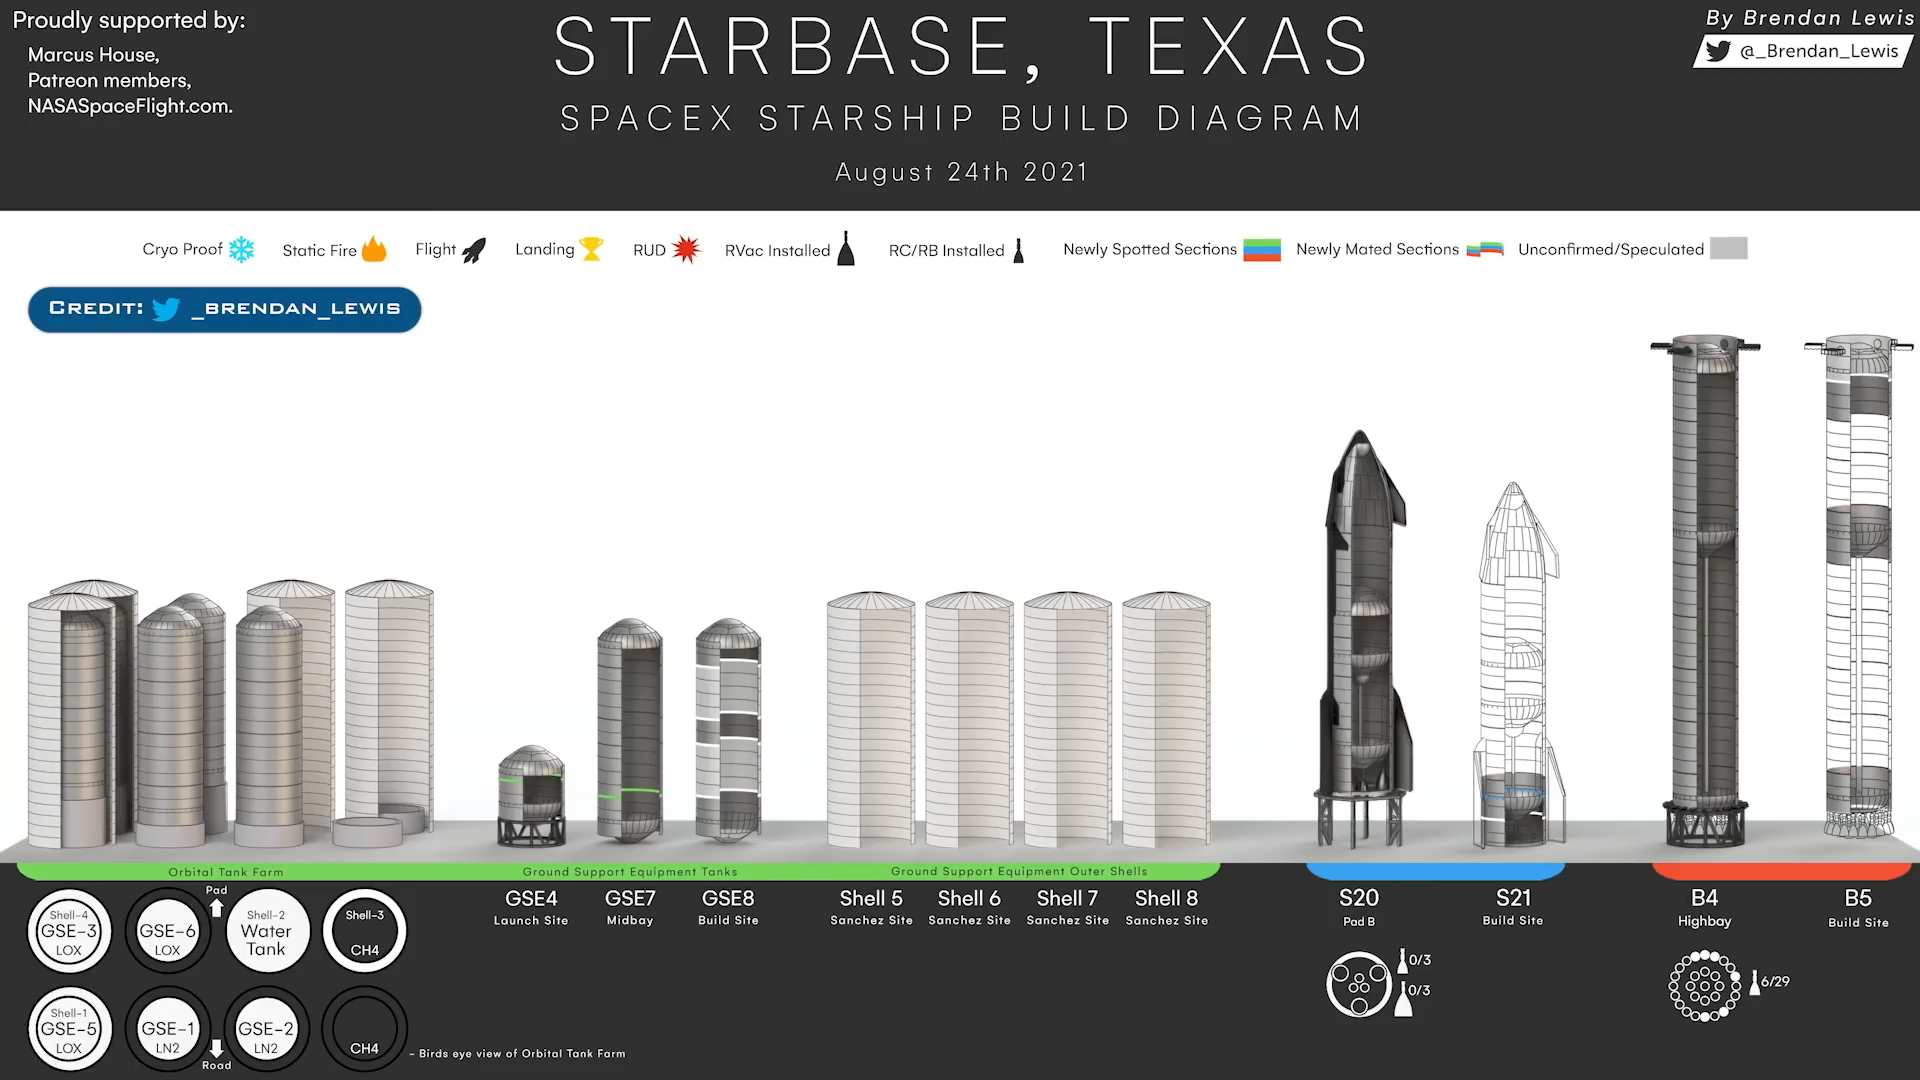 Proudly supported by:
Marcus House,
Patreon members,
NASASpaceFlight.com.
STARBASE, TEXAS
SPACEX STARSHIP BUILD DIAGRAM
August 24th 2021
By Brendan Lewis
@_Brendan_Lewis
Cryo Proof
Static Fire
Flight
Landing
RUD
RVac Installed
RC/RB Installed
Newly Spotted Sections
Newly Mated Sections
Unconfirmed/Speculated
CREDIT: _BRENDAN_LEWIS
Orbital Tank Farm
Ground Support Equipment Tanks
Ground Support Equipment Outer Shells
Pad
Shell-4
GSE-3
LOX
GSE-6
LOX
Shell-2
Water
Tank
Shell-3
CH4
Shell-1
GSE-5
LOX
GSE-1
LN2
GSE-2
LN2
CH4
Road
- Birds eye view of Orbital Tank Farm
GSE4
Launch Site
GSE7
Midbay
GSE8
Build Site
Shell 5
Sanchez Site
Shell 6
Sanchez Site
Shell 7
Sanchez Site
Shell 8
Sanchez Site
S20
Pad B
0/3
0/3
S21
Build Site
B4
Highbay
6/29
B5
Build Site